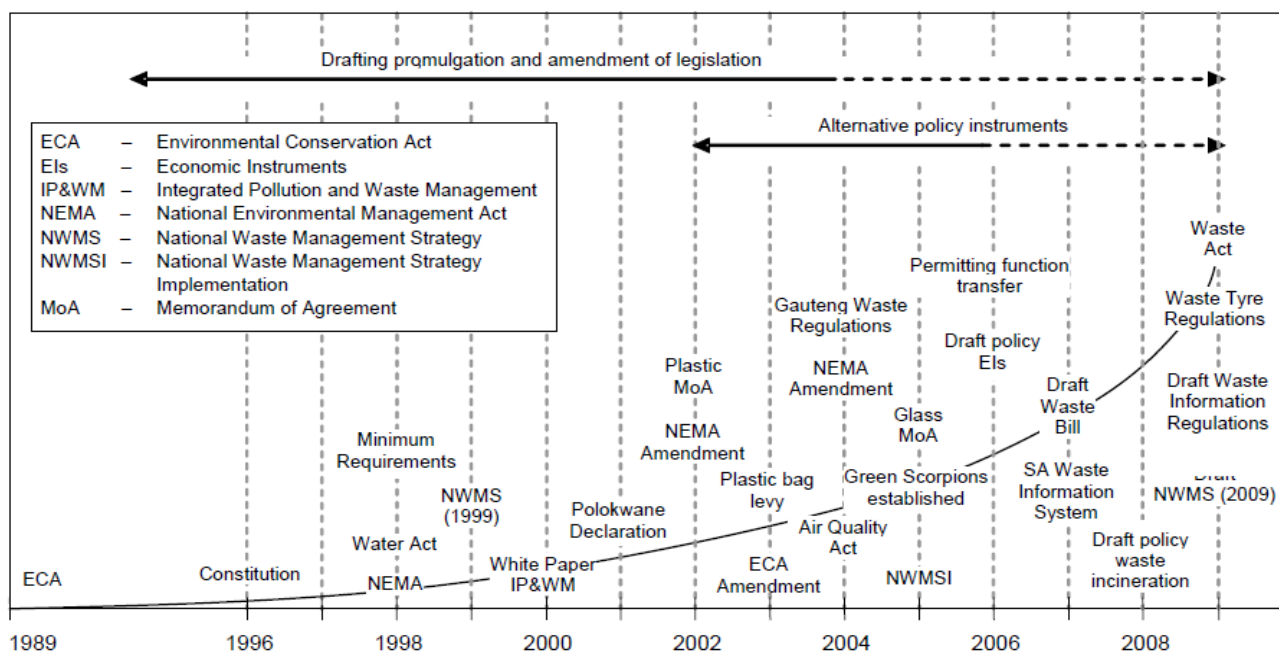 Drafting promulgation and amendment of legislation
Alternative policy instruments
ECA – Environmental Conservation Act
EIs – Economic Instruments
IP&WM – Integrated Pollution and Waste Management
NEMA – National Environmental Management Act
NWMS – National Waste Management Strategy
NWMSI – National Waste Management Strategy
Implementation
MoA – Memorandum of Agreement
ECA
Constitution
Minimum
Requirements
Water Act
NEMA
NWMS
(1999)
White Paper
IP&WM
Polokwane
Declaration
Plastic
MoA
NEMA
Amendment
Plastic bag
levy
ECA
Amendment
Gauteng Waste
Regulations
NEMA
Amendment
Air Quality
Act
Glass
MoA
Green Scorpions
established
NWMSI
Permitting function
transfer
Draft policy
EIs
Draft
Waste
Bill
SA Waste
Information
System
Draft policy
waste
incineration
Waste
Act
Waste Tyre
Regulations
Draft Waste
Information
Regulations
Draft
NWMS (2009)
1989
1996
1998
2000
2002
2004
2006
2008